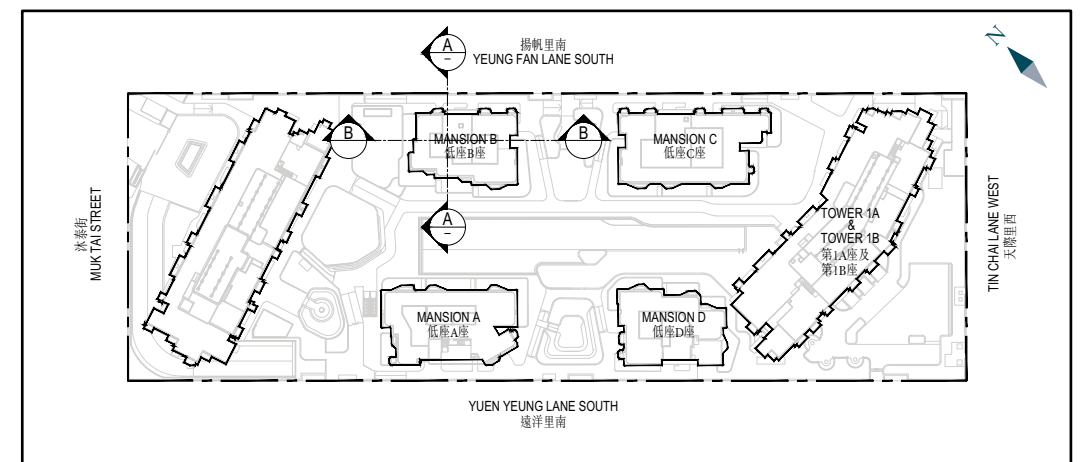 N
A
–
揚帆里南
YEUNG FAN LANE SOUTH
B
MANSION B
低座B座
B
MANSION C
低座C座
A
–
沐泰街
MUK TAI STREET
TOWER 1A
&
TOWER 1B
第1A座及
第1B座
TIN CHAI LANE WEST
天際里西
MANSION A
低座A座
MANSION D
低座D座
YUEN YEUNG LANE SOUTH
遠洋里南